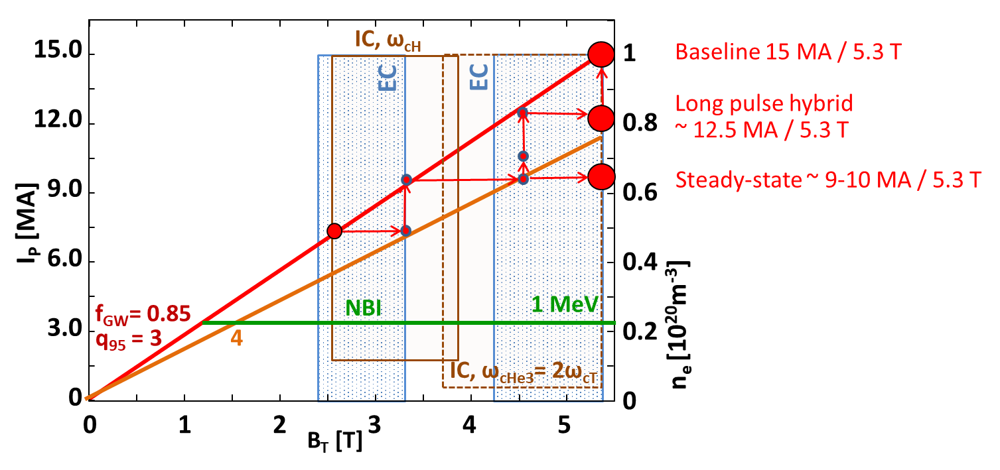 IC, ωcH
EC
EC
15.0
12.0
9.0
6.0
3.0
0
IP [MA]
1
0.8
0.6
0.4
0.2
0
ne [10²⁰m⁻³]
Baseline 15 MA / 5.3 T
Long pulse hybrid
~ 12.5 MA / 5.3 T
Steady-state ~ 9-10 MA / 5.3 T
NBI
1 MeV
fGW= 0.85
q95 = 3
4
IC, ωcHe3= 2ωcT
0
1
2
3
4
5
BT [T]